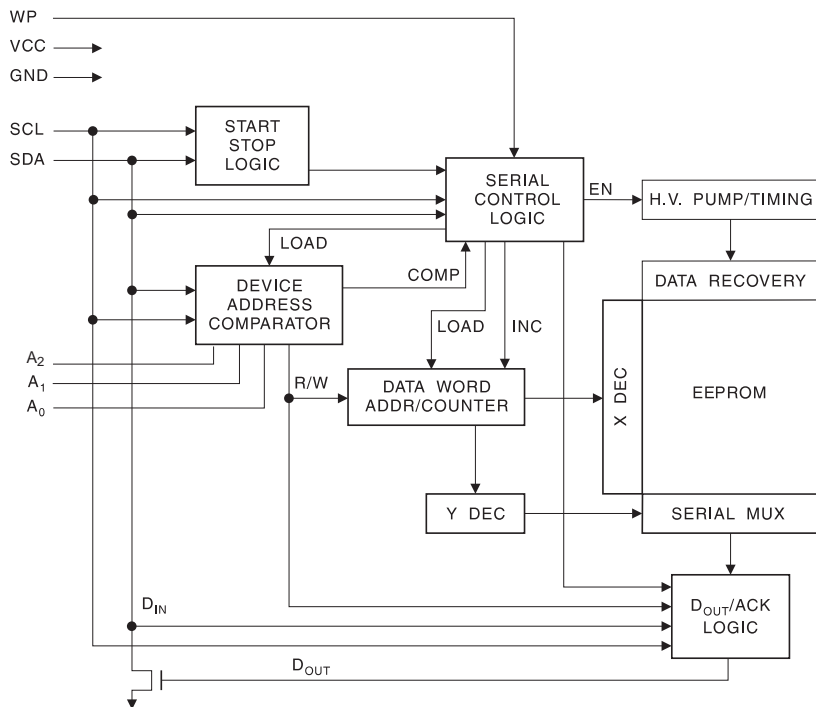 WP
VCC
GND
SCL
SDA
START
STOP
LOGIC
SERIAL
CONTROL
LOGIC
EN
H.V. PUMP/TIMING
LOAD
COMP
DEVICE
ADDRESS
COMPARATOR
LOAD
INC
DATA RECOVERY
A2
A1
A0
R/W
DATA WORD
ADDR/COUNTER
X DEC
EEPROM
Y DEC
SERIAL MUX
DIN
DOUT/ACK
LOGIC
DOUT